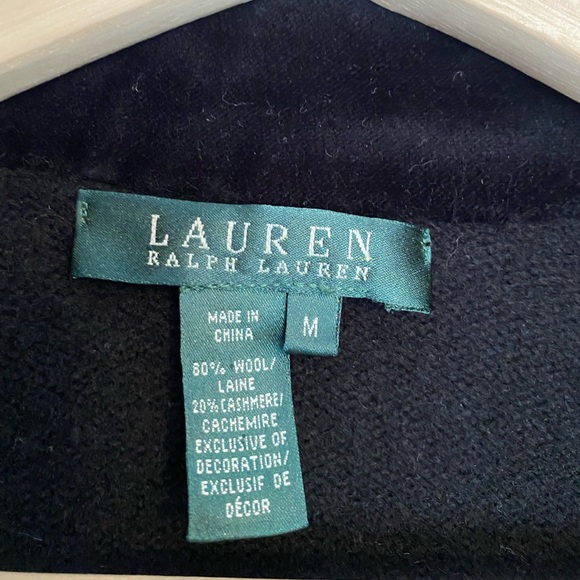 LAUREN
RALPH LAUREN
MADE IN
CHINA
M
80% WOOL/
LAINE
20% CASHMERE/
CACHEMIRE
EXCLUSIVE OF
DECORATION/
EXCLUSIF DE
DÉCOR